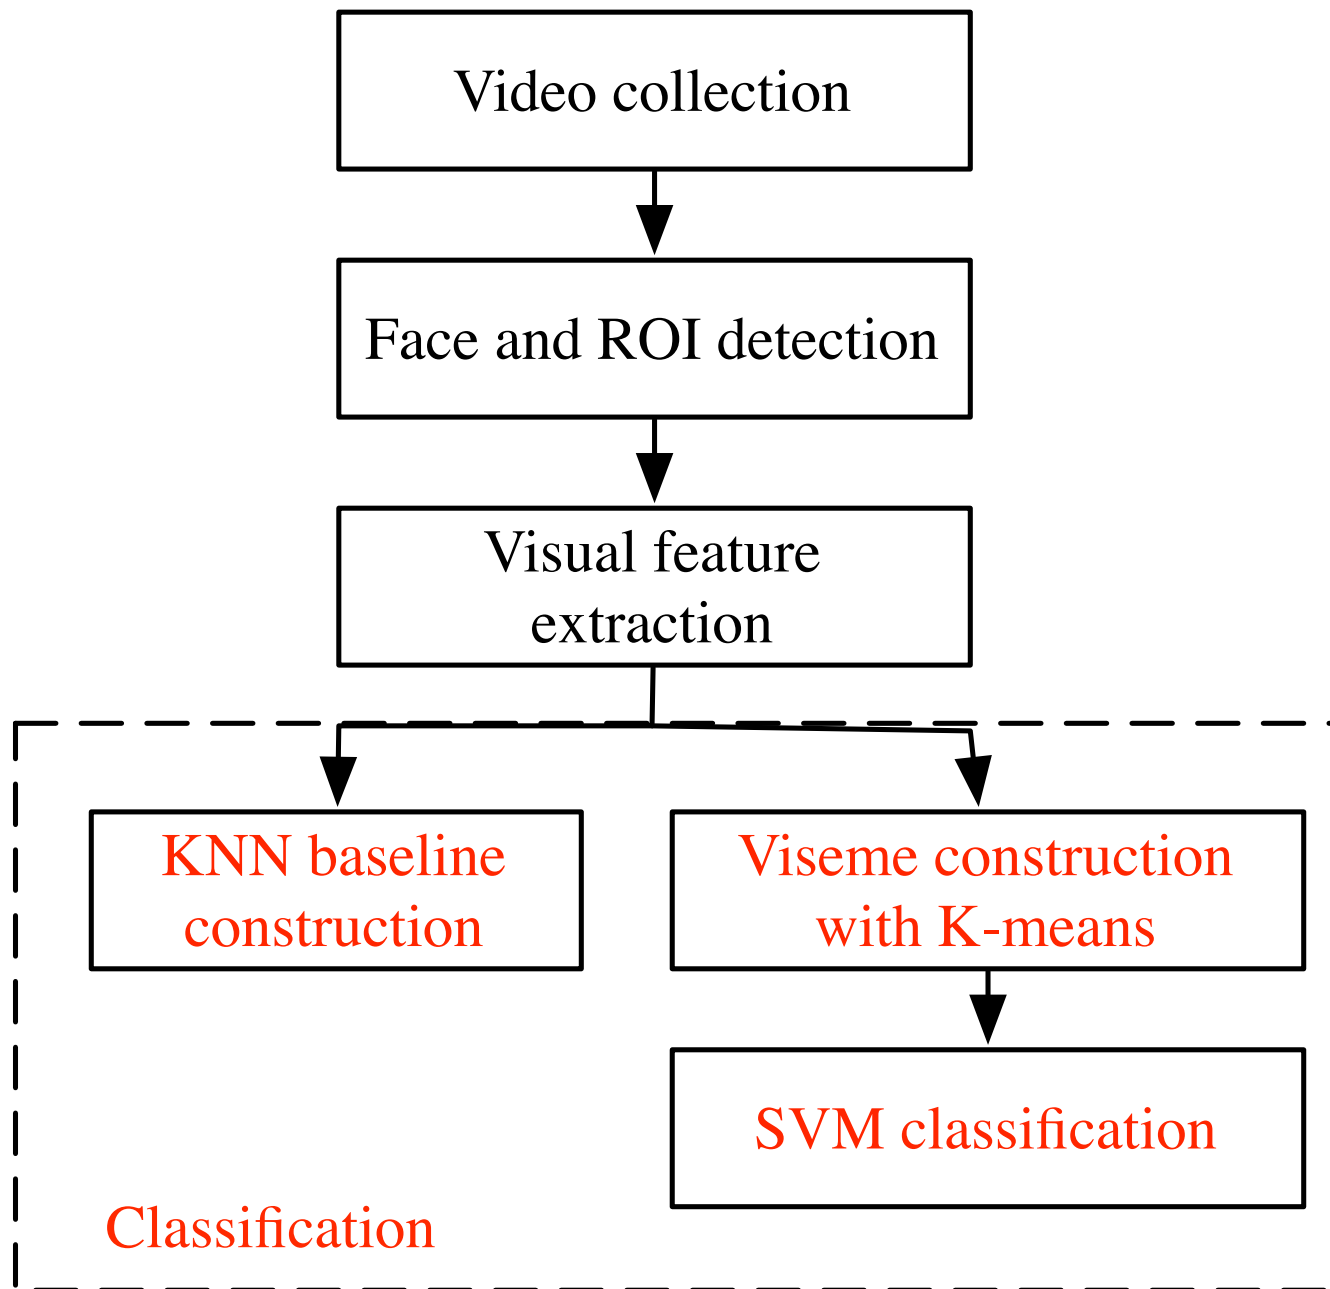 Video collection
Face and ROI detection
Visual feature
extraction
KNN baseline
construction
Viseme construction
with K-means
SVM classification
Classification